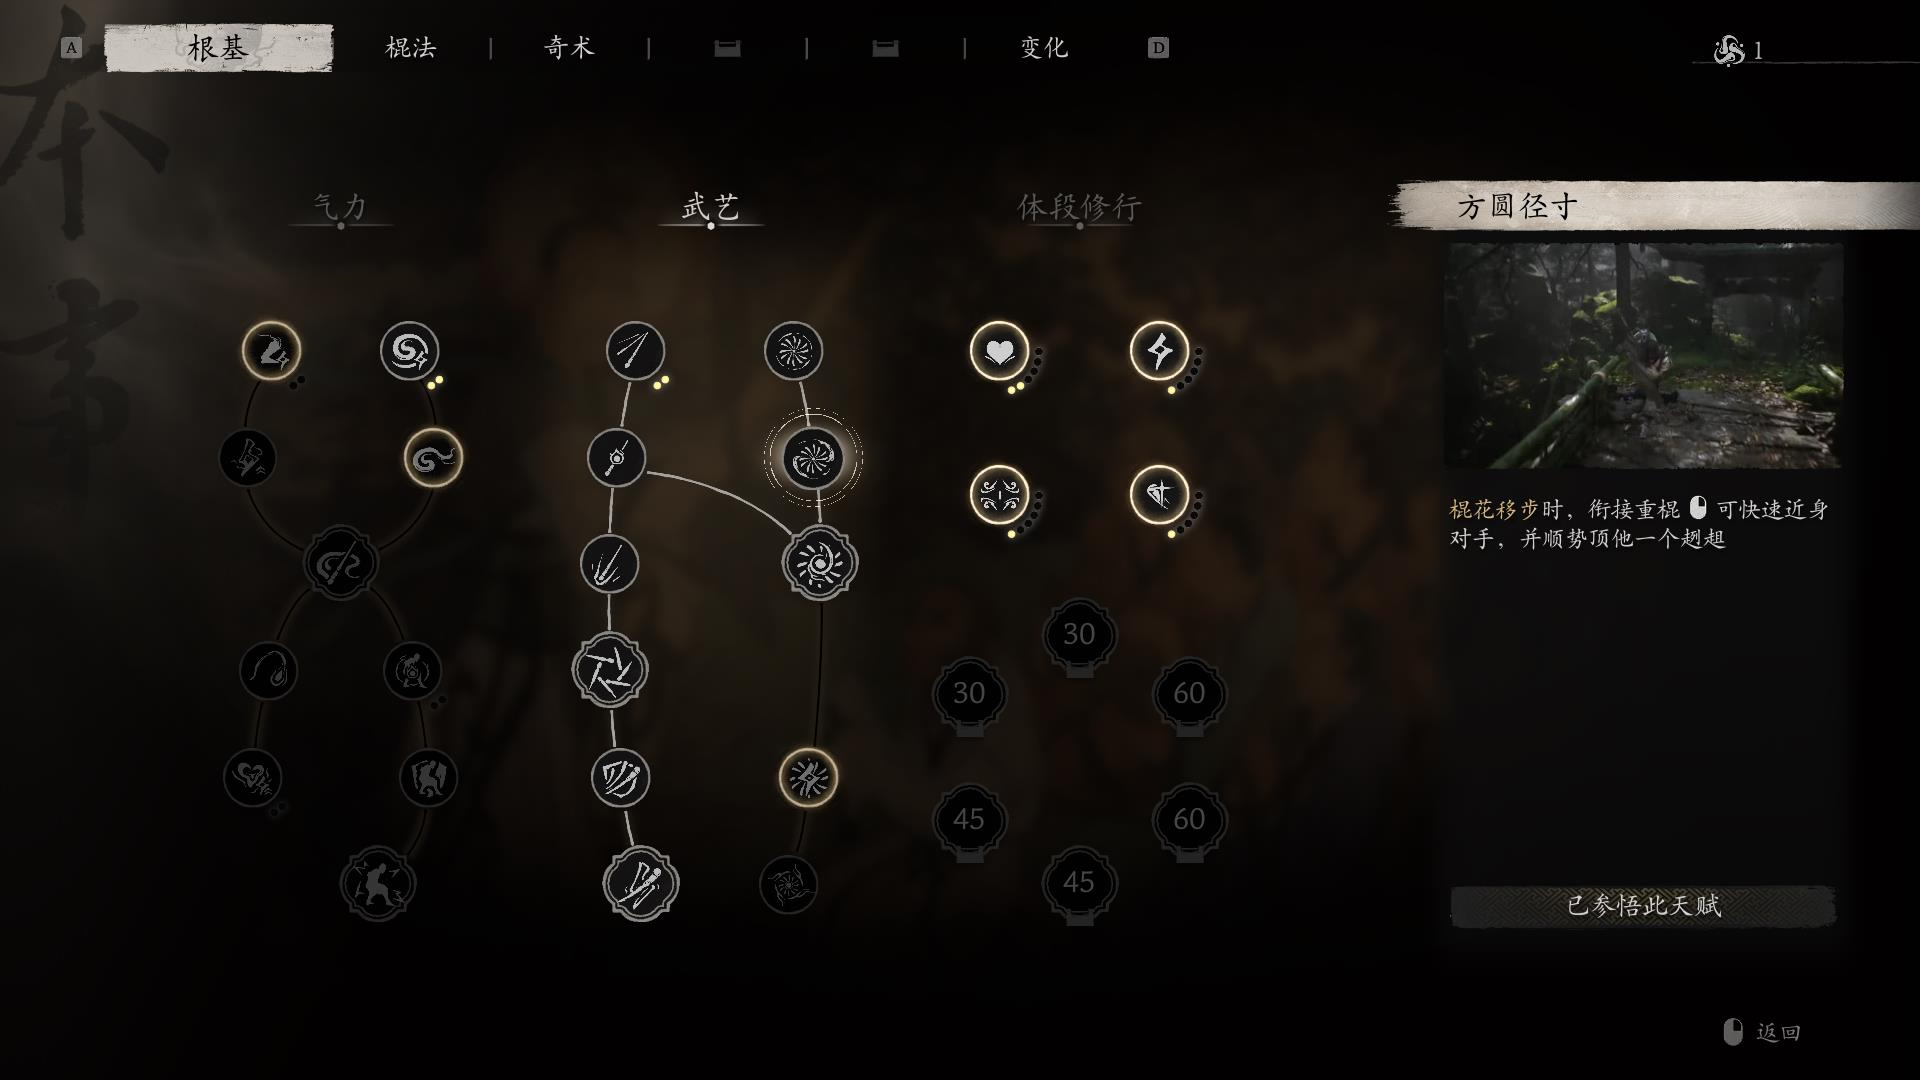 本事
A
根基
棍法
奇术
变化
D
1
气力
武艺
体段修行
方圆径寸
棍花移步时，衔接重棍 可快速近身
对手，并顺势顶他一个趔趄
30
30
60
45
60
45
已参悟此天赋
返回